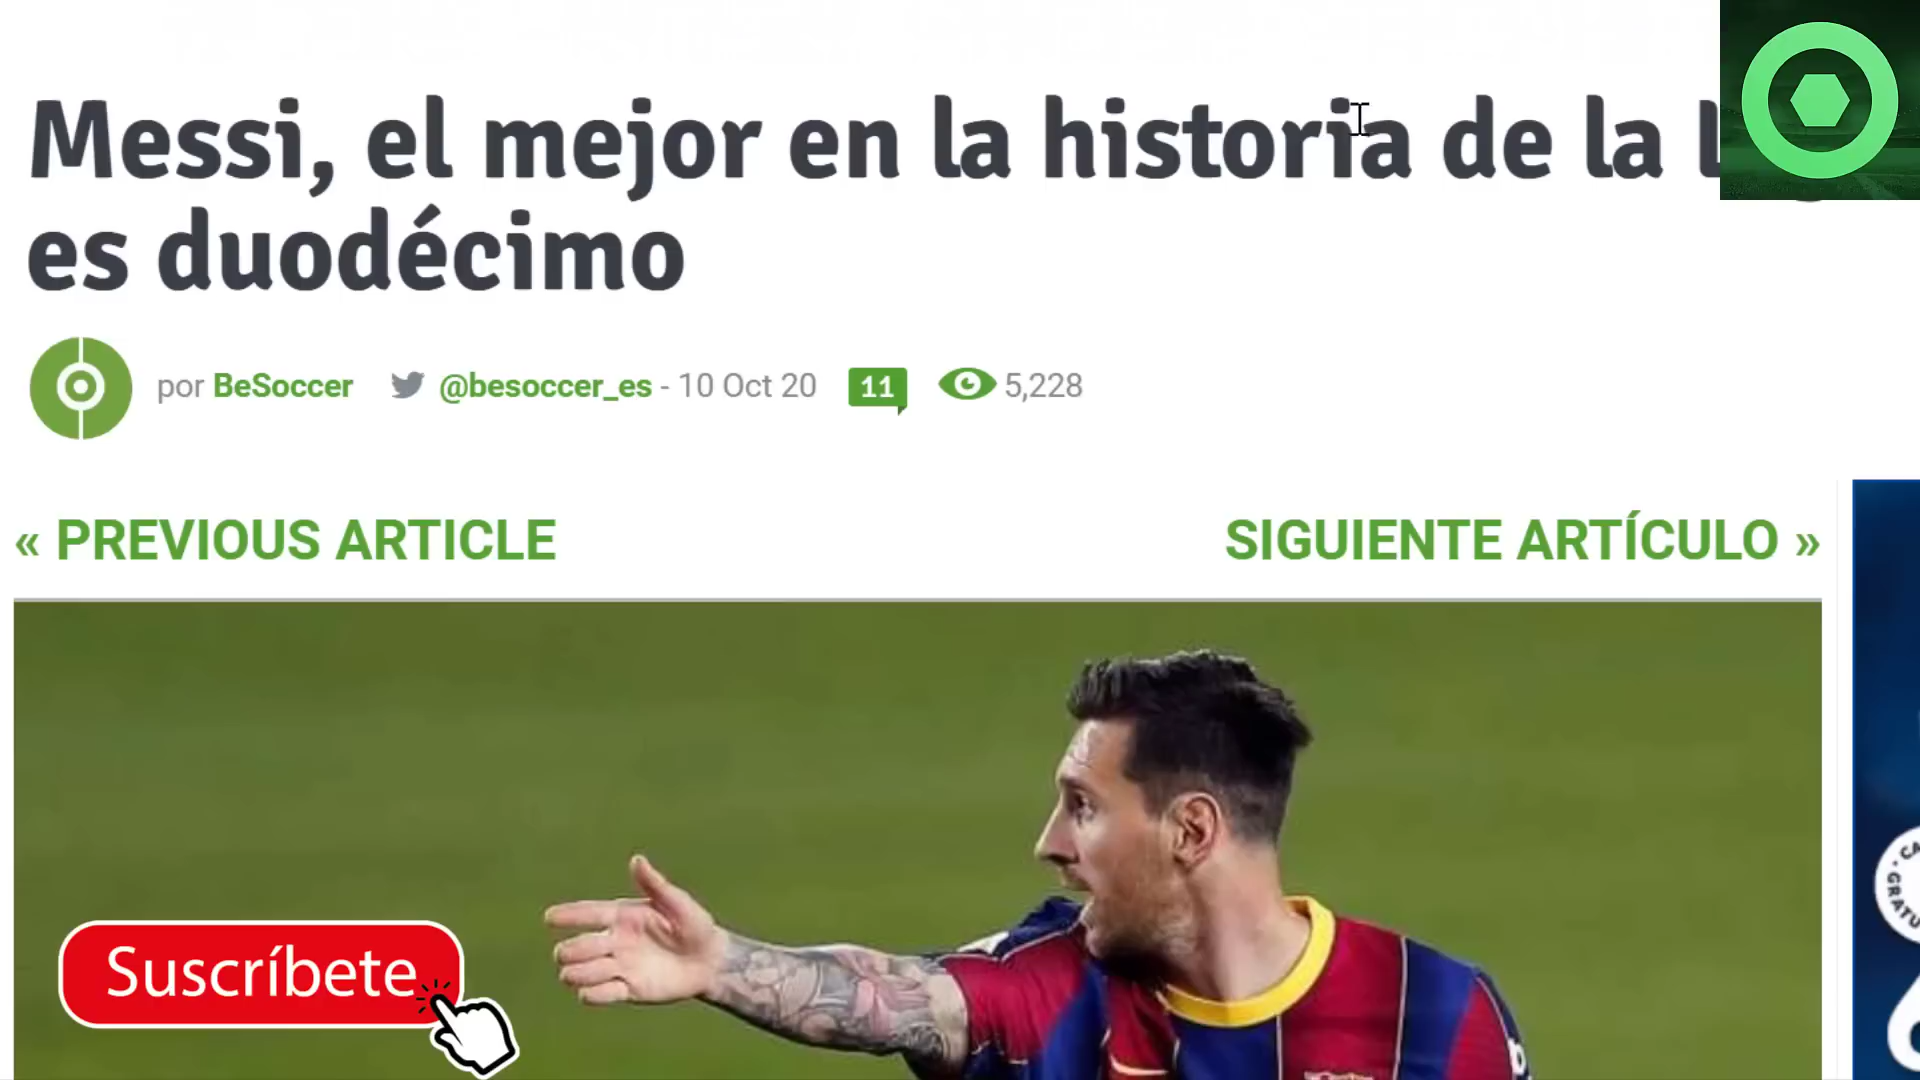 Messi, el mejor en la historia de la
es duodécimo
por BeSoccer @besoccer_es - 10 Oct 20 11 5,228
« PREVIOUS ARTICLE
SIGUIENTE ARTÍCULO »
Suscríbete